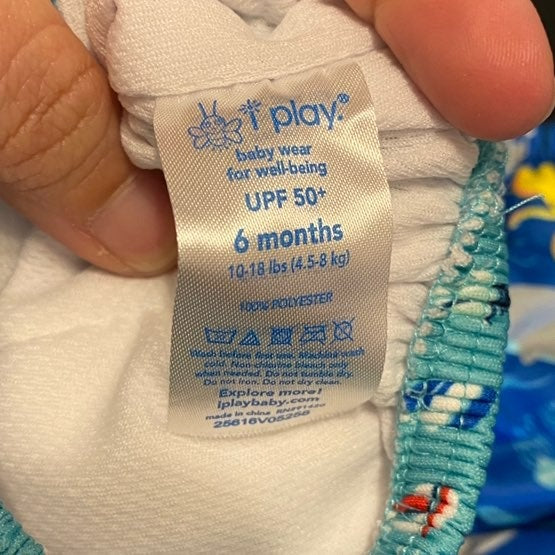 i play.®
baby wear
for well-being
UPF 50+
6 months
10-18 lbs (4.5-8 kg)
100% POLYESTER
Wash before first use. Machine wash
cold. Non-chlorine bleach only
when needed. Do not tumble dry.
Do not iron. Do not dry clean.
Explore more!
iplaybaby.com
made in china